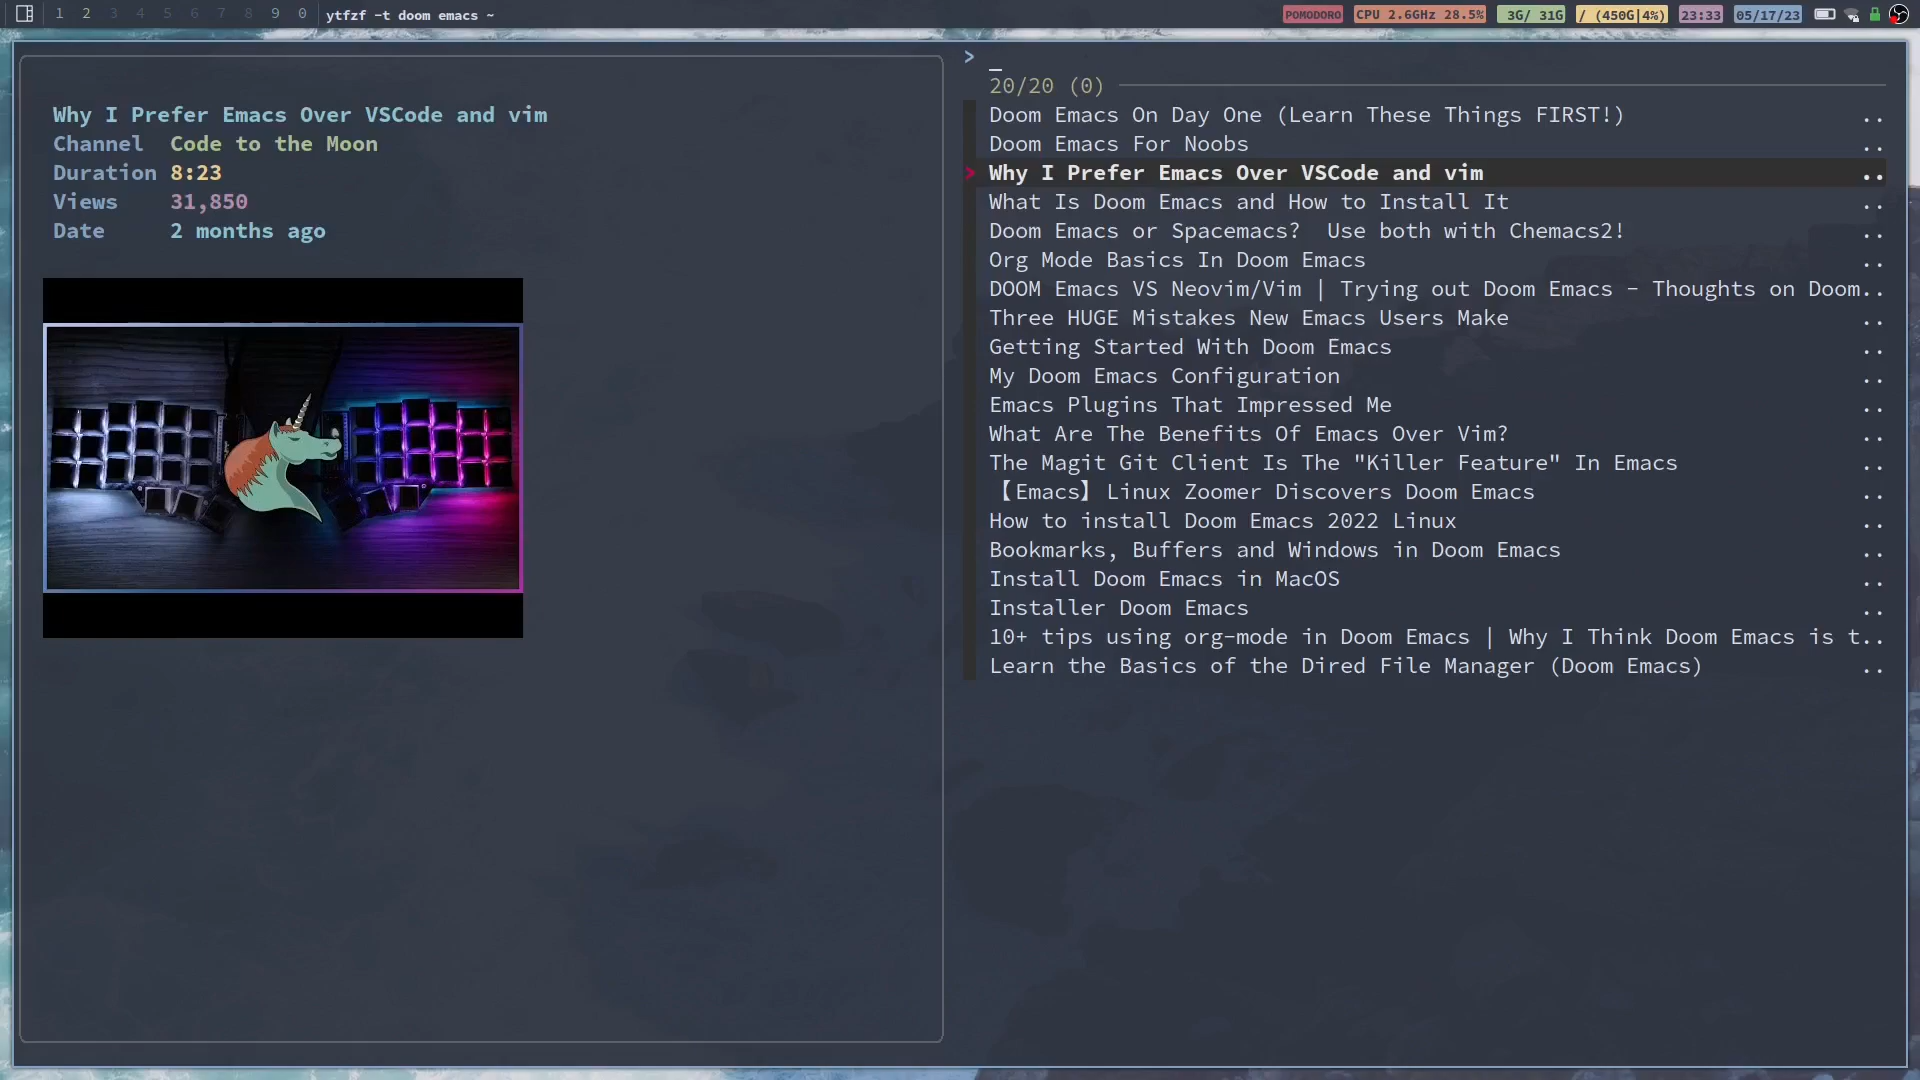 1 2 3 4 5 6 7 8 9 0 ytfzf -t doom emacs ~ POMODORO CPU 2.6GHz 28.5% 3G/ 31G / (450G|4%) 23:33 05/17/23
Why I Prefer Emacs Over VSCode and vim
Channel Code to the Moon
Duration 8:23
Views 31,850
Date 2 months ago
>
20/20 (0)
Doom Emacs On Day One (Learn These Things FIRST!) ..
Doom Emacs For Noobs ..
> Why I Prefer Emacs Over VSCode and vim ..
What Is Doom Emacs and How to Install It ..
Doom Emacs or Spacemacs?  Use both with Chemacs2! ..
Org Mode Basics In Doom Emacs ..
DOOM Emacs VS Neovim/Vim | Trying out Doom Emacs - Thoughts on Doom..
Three HUGE Mistakes New Emacs Users Make ..
Getting Started With Doom Emacs ..
My Doom Emacs Configuration ..
Emacs Plugins That Impressed Me ..
What Are The Benefits Of Emacs Over Vim? ..
The Magit Git Client Is The "Killer Feature" In Emacs ..
【Emacs】Linux Zoomer Discovers Doom Emacs ..
How to install Doom Emacs 2022 Linux ..
Bookmarks, Buffers and Windows in Doom Emacs ..
Install Doom Emacs in MacOS ..
Installer Doom Emacs ..
10+ tips using org-mode in Doom Emacs | Why I Think Doom Emacs is t..
Learn the Basics of the Dired File Manager (Doom Emacs) ..